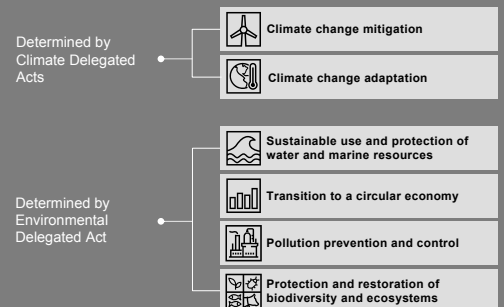 Determined by
Climate Delegated
Acts
Climate change mitigation
Climate change adaptation
Determined by
Environmental
Delegated Act
Sustainable use and protection of
water and marine resources
Transition to a circular economy
Pollution prevention and control
Protection and restoration of
biodiversity and ecosystems